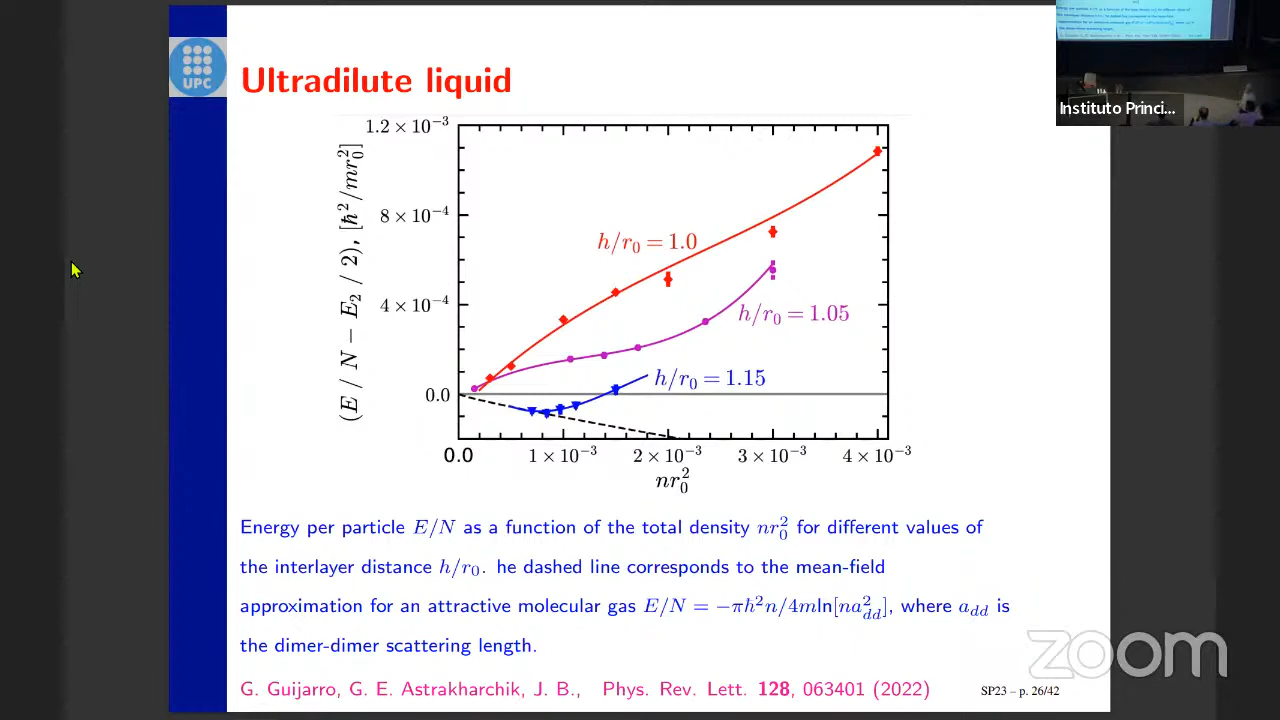 UPC
Ultradilute liquid
Instituto Princi...
(E / N − E₂ / 2), [ħ²/mr₀²]
1.2 × 10⁻³
8 × 10⁻⁴
4 × 10⁻⁴
0.0
h/r₀ = 1.0
h/r₀ = 1.05
h/r₀ = 1.15
0.0 1 × 10⁻³ 2 × 10⁻³ 3 × 10⁻³ 4 × 10⁻³
nr₀²
Energy per particle E/N as a function of the total density nr₀² for different values of
the interlayer distance h/r₀. he dashed line corresponds to the mean-field
approximation for an attractive molecular gas E/N = −πħ²n/4m ln[na²_dd], where a_dd is
the dimer-dimer scattering length.
zoom
G. Guijarro, G. E. Astrakharchik, J. B., Phys. Rev. Lett. 128, 063401 (2022)
SP23 – p. 26/42